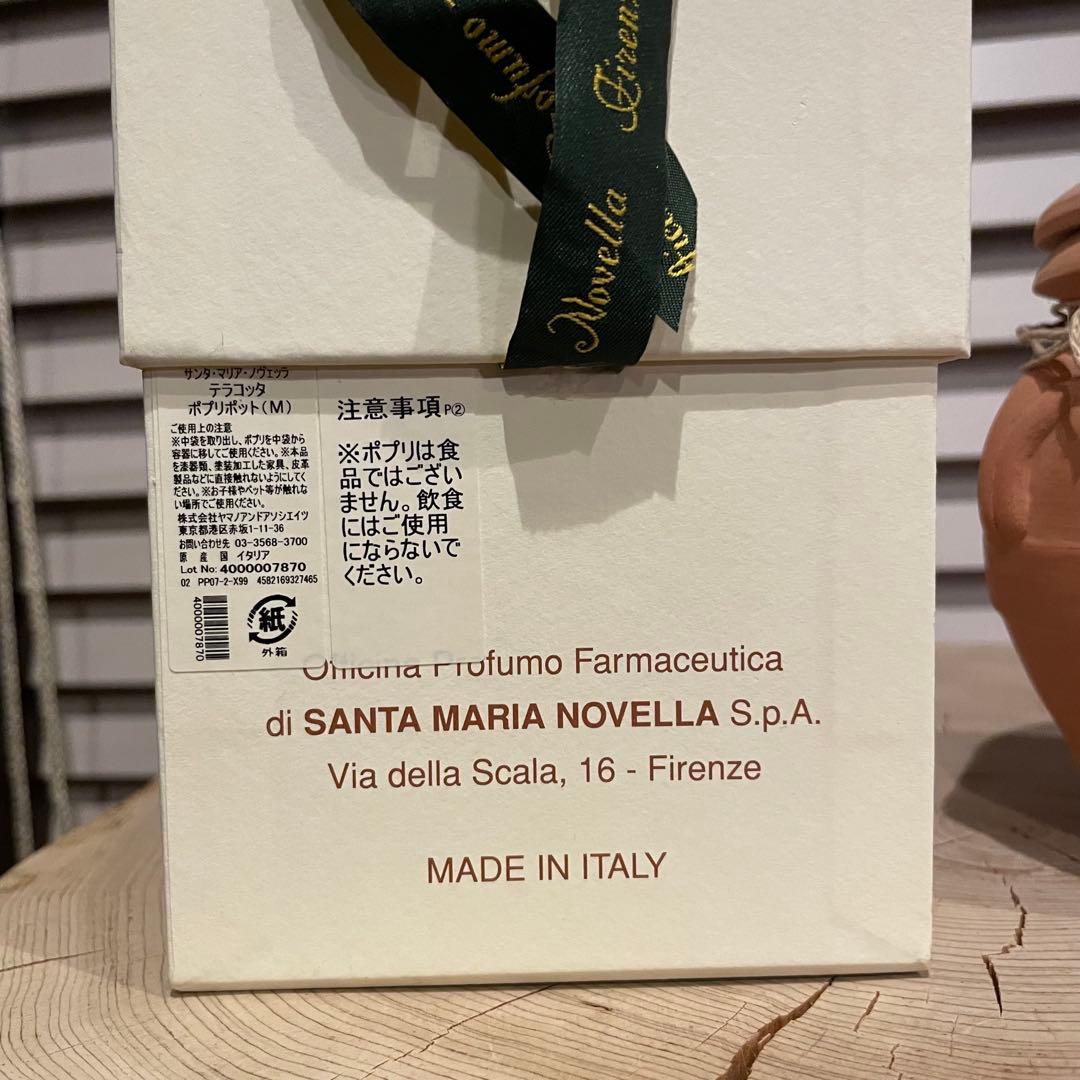 ofumo
Firen
Novella
サンタ・マリア・ノヴェッラ
テラコッタ
ポプリポット(M)
ご使用上の注意
※中袋を取り出し、ポプリを中袋から
容器に移してご使用ください。※本品
を漆器類、塗装加工した家具、皮革
製品などに直接触れないようにしてく
ださい。※お子様やペット等が触れな
い場所でご使用ください。
株式会社ヤマノアンドアソシエイツ
東京都港区赤坂1-11-36
お問い合わせ先 03-3568-3700
原 産 国 イタリア
Lot No: 4000007870
02 PP07-2-X99 4582169327465
4000007870
紙
外箱
注意事項P②
※ポプリは食
品ではござい
ません。飲食
にはご使用
にならないで
ください。
Officina Profumo Farmaceutica
di SANTA MARIA NOVELLA S.p.A.
Via della Scala, 16 - Firenze
MADE IN ITALY